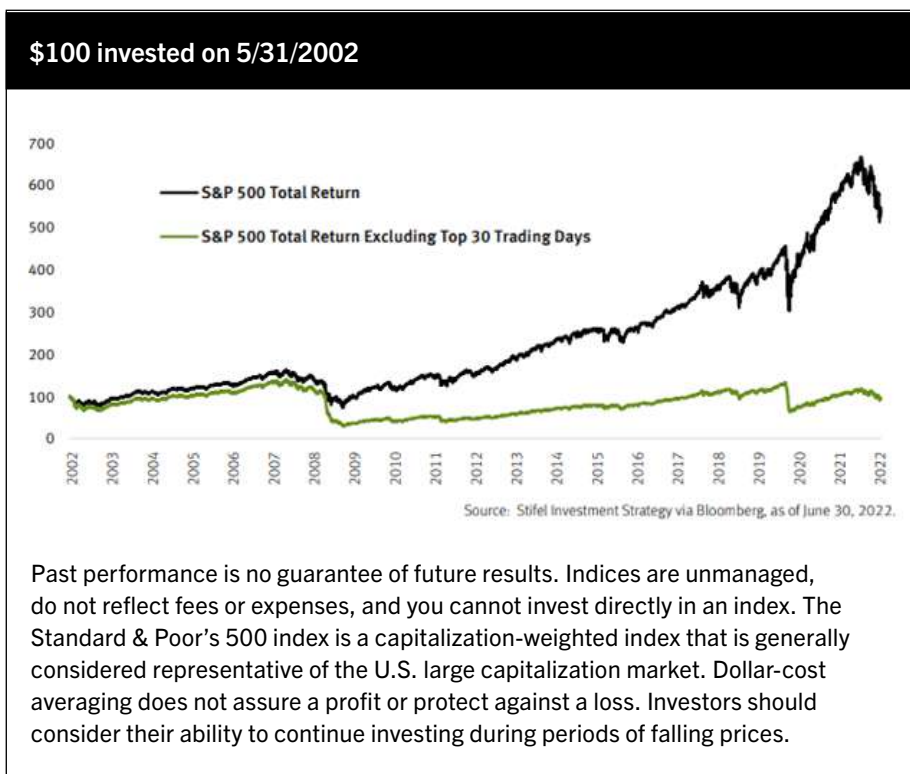 $100 invested on 5/31/2002
700
600
500
400
300
200
100
0
S&P 500 Total Return
S&P 500 Total Return Excluding Top 30 Trading Days
2002
2003
2004
2005
2006
2007
2008
2009
2010
2011
2012
2013
2014
2015
2016
2017
2018
2019
2020
2021
2022
Source: Stifel Investment Strategy via Bloomberg, as of June 30, 2022.
Past performance is no guarantee of future results. Indices are unmanaged,
do not reflect fees or expenses, and you cannot invest directly in an index. The
Standard & Poor’s 500 index is a capitalization-weighted index that is generally
considered representative of the U.S. large capitalization market. Dollar-cost
averaging does not assure a profit or protect against a loss. Investors should
consider their ability to continue investing during periods of falling prices.